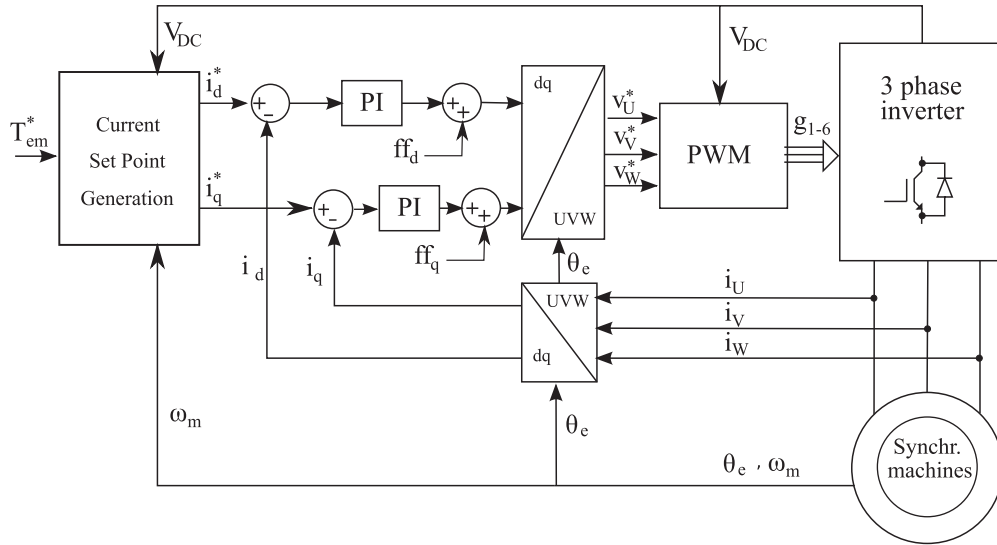 V_DC
V_DC
T*_em
Current
Set Point
Generation
i*_d
i*_q
+
-
PI
+
+
ff_d
+
-
PI
+
+
ff_q
dq
UVW
v*_U
v*_V
v*_W
PWM
g_1-6
3 phase
inverter
i_d
i_q
θ_e
UVW
dq
i_U
i_V
i_W
ω_m
θ_e
θ_e , ω_m
Synchr.
machines